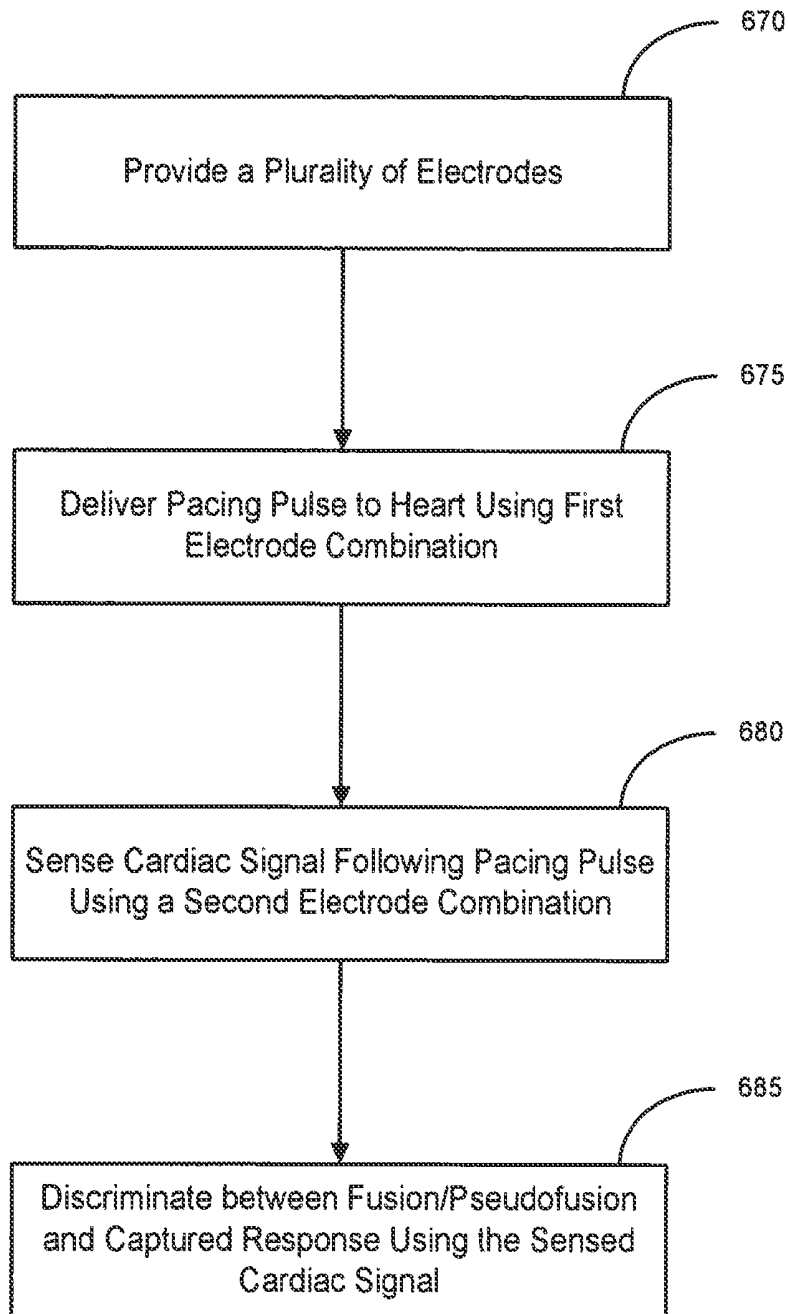 670
Provide a Plurality of Electrodes
675
Deliver Pacing Pulse to Heart Using First
Electrode Combination
680
Sense Cardiac Signal Following Pacing Pulse
Using a Second Electrode Combination
685
Discriminate between Fusion/Pseudofusion
and Captured Response Using the Sensed
Cardiac Signal